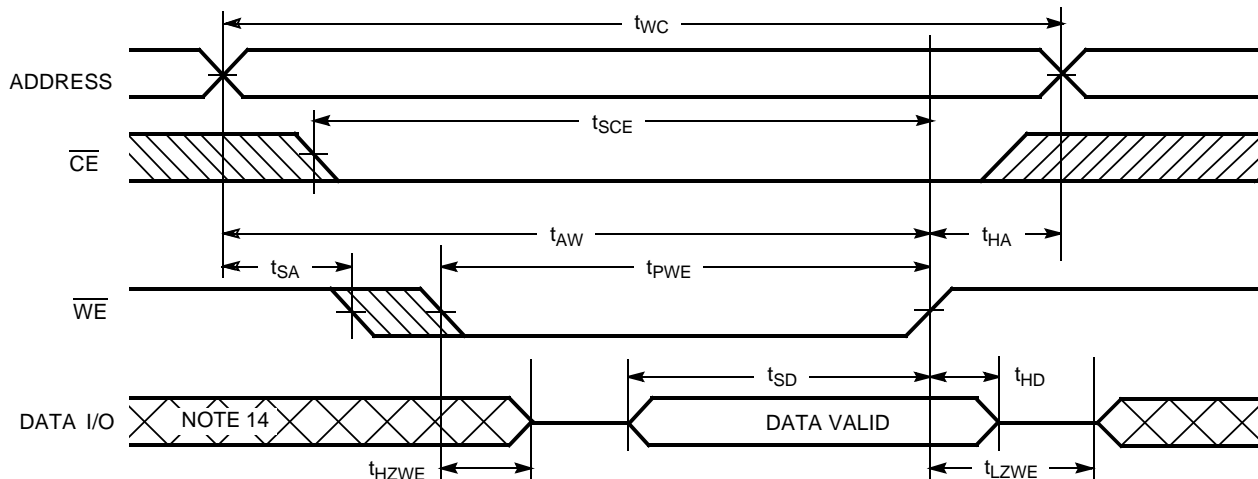 tWC
ADDRESS
tSCE
CE
tAW
tHA
tSA
tPWE
WE
tSD
tHD
DATA I/O
NOTE 14
DATA VALID
tHZWE
tLZWE